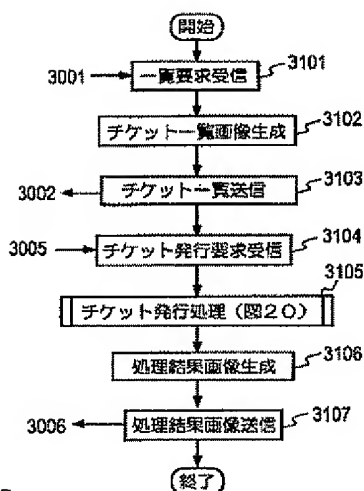 開始
3001 一覧要求受信 3101
チケット一覧画像生成 3102
3002 チケット一覧送信 3103
3005 チケット発行要求受信 3104
チケット発行処理(図20) 3105
処理結果画像生成 3106
3006 処理結果画像送信 3107
終了